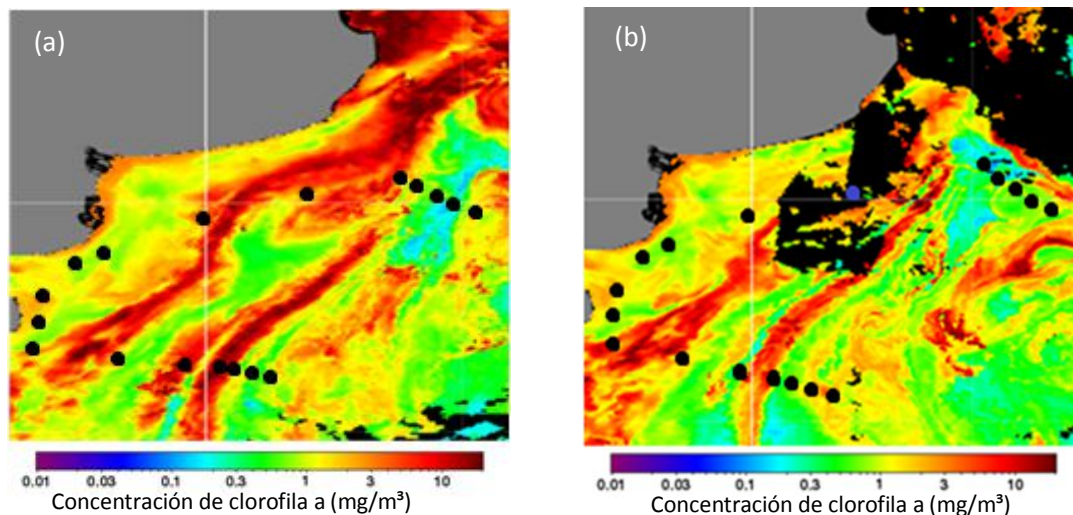 (a)
(b)
0.01 0.03 0.1 0.3 1 3 10
Concentración de clorofila a (mg/m³)
0.01 0.03 0.1 0.3 1 3 10
Concentración de clorofila a (mg/m³)